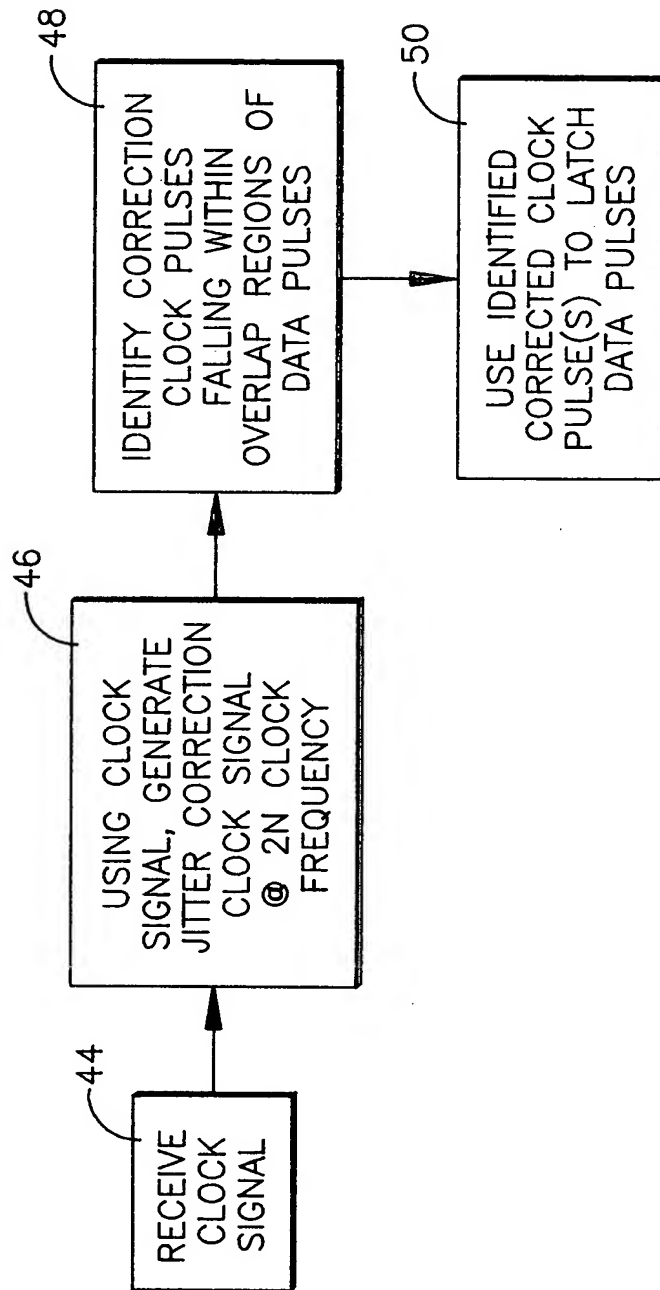 44
RECEIVE
CLOCK
SIGNAL
46
USING CLOCK
SIGNAL, GENERATE
JITTER CORRECTION
CLOCK SIGNAL
@ 2N CLOCK
FREQUENCY
48
IDENTIFY CORRECTION
CLOCK PULSES
FALLING WITHIN
OVERLAP REGIONS OF
DATA PULSES
50
USE IDENTIFIED
CORRECTED CLOCK
PULSE(S) TO LATCH
DATA PULSES